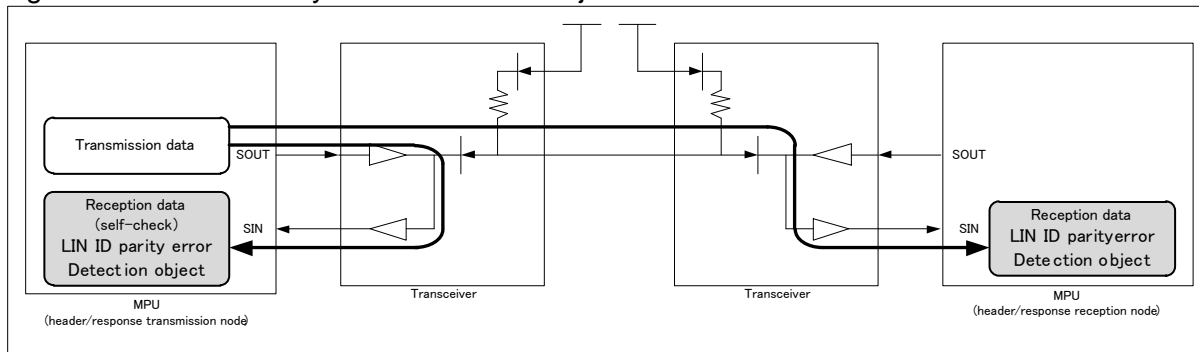 Transmission data
SOUT
Reception data
(self-check)
LIN ID parity error
Detection object
SIN
MPU
(header/response transmission node)
Transceiver
Transceiver
SOUT
SIN
Reception data
LIN ID parityerror
Detection object
MPU
(header/response reception node)